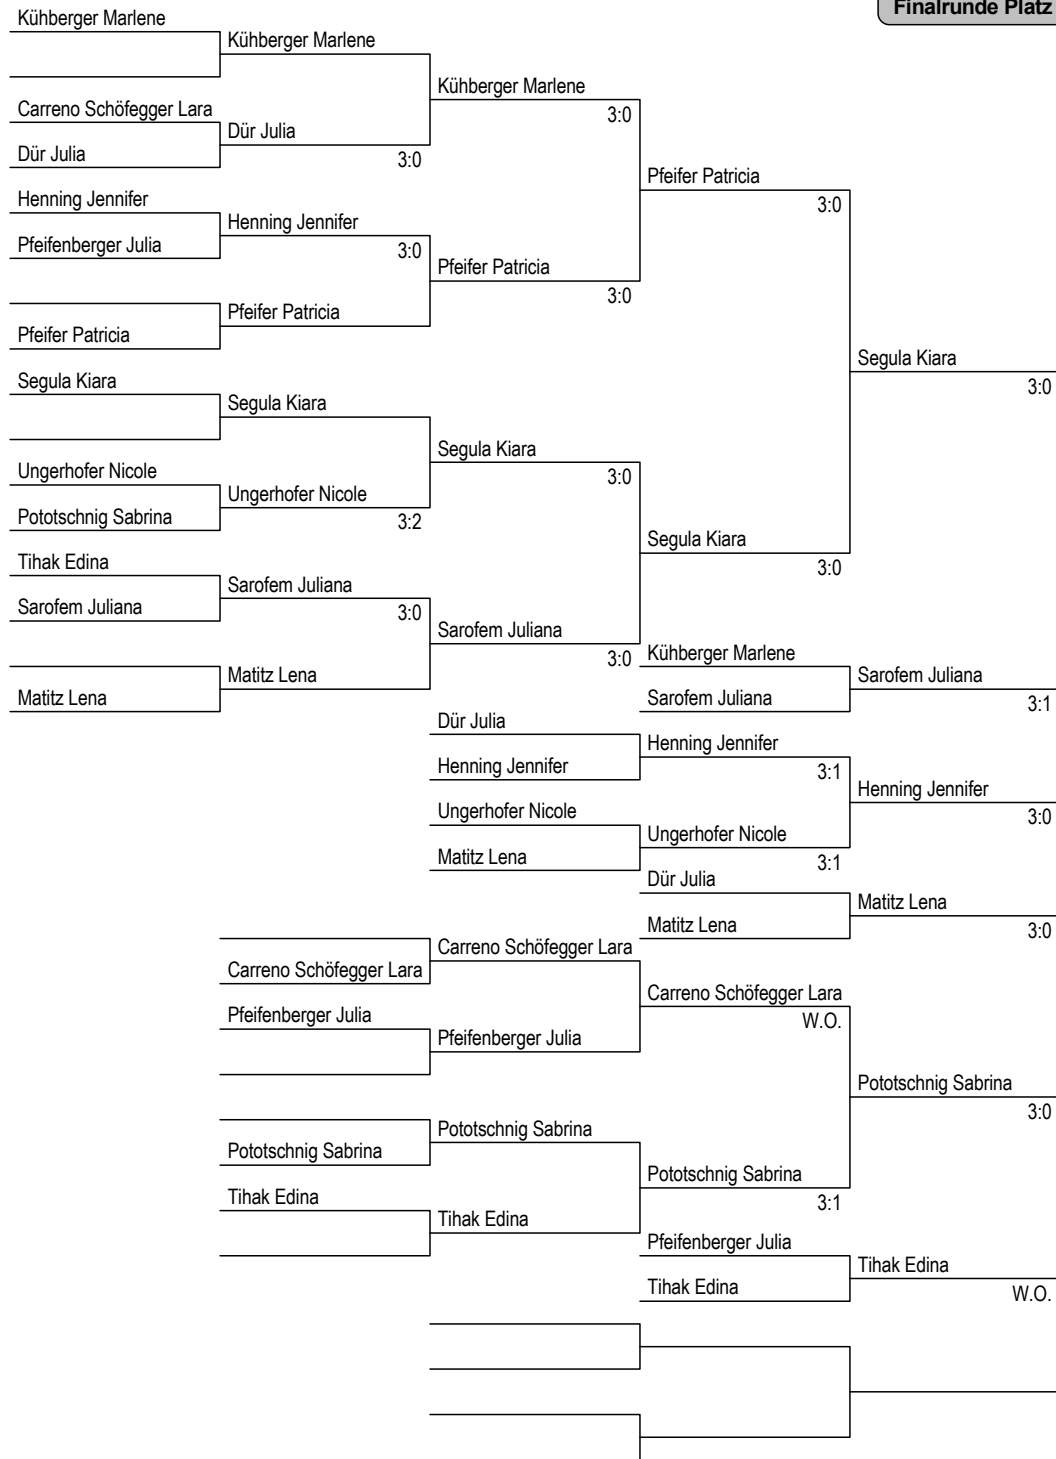 Finalrunde Platz
Kühberger Marlene
Kühberger Marlene
Kühberger Marlene
3:0
Carreno Schöfegger Lara
Dür Julia
Dür Julia
3:0
Pfeifer Patricia
3:0
Henning Jennifer
Henning Jennifer
3:0
Pfeifenberger Julia
Pfeifer Patricia
3:0
Pfeifer Patricia
Pfeifer Patricia
Segula Kiara
3:0
Segula Kiara
Segula Kiara
Segula Kiara
3:0
Ungerhofer Nicole
Ungerhofer Nicole
3:2
Pototschnig Sabrina
Segula Kiara
3:0
Tihak Edina
Sarofem Juliana
3:0
Sarofem Juliana
Sarofem Juliana
3:0
Matitz Lena
Matitz Lena
Kühberger Marlene
Sarofem Juliana
3:1
Sarofem Juliana
Dür Julia
Henning Jennifer
3:1
Henning Jennifer
Henning Jennifer
3:0
Ungerhofer Nicole
Ungerhofer Nicole
3:1
Matitz Lena
Dür Julia
Matitz Lena
3:0
Matitz Lena
Carreno Schöfegger Lara
Carreno Schöfegger Lara
Carreno Schöfegger Lara
W.O.
Pfeifenberger Julia
Pfeifenberger Julia
Pototschnig Sabrina
3:0
Pototschnig Sabrina
Pototschnig Sabrina
Pototschnig Sabrina
3:1
Tihak Edina
Tihak Edina
Pfeifenberger Julia
Tihak Edina
W.O.
Tihak Edina